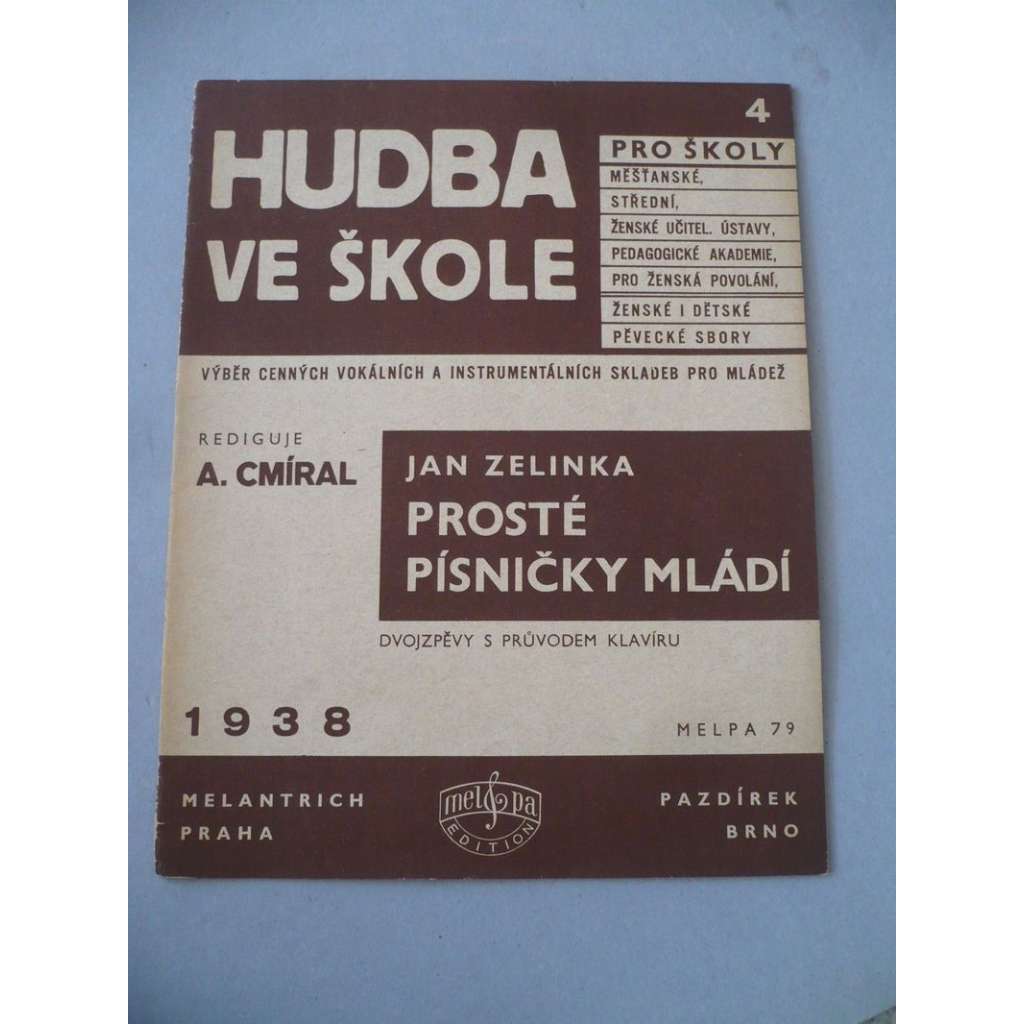 4
HUDBA
VE ŠKOLE
PRO ŠKOLY
MĚŠŤANSKÉ,
STŘEDNÍ,
ŽENSKÉ UČITEL. ÚSTAVY,
PEDAGOGICKÉ AKADEMIE,
PRO ŽENSKÁ POVOLÁNÍ,
ŽENSKÉ I DĚTSKÉ
PĚVECKÉ SBORY
VÝBĚR CENNÝCH VOKÁLNÍCH A INSTRUMENTÁLNÍCH SKLADEB PRO MLÁDEŽ
REDIGUJE
A. CMÍRAL
JAN ZELINKA
PROSTÉ
PÍSNIČKY MLÁDÍ
DVOJZPĚVY S PRŮVODEM KLAVÍRU
1938
MELPA 79
MELANTRICH
PRAHA
mel & pa
EDITION
PAZDÍREK
BRNO